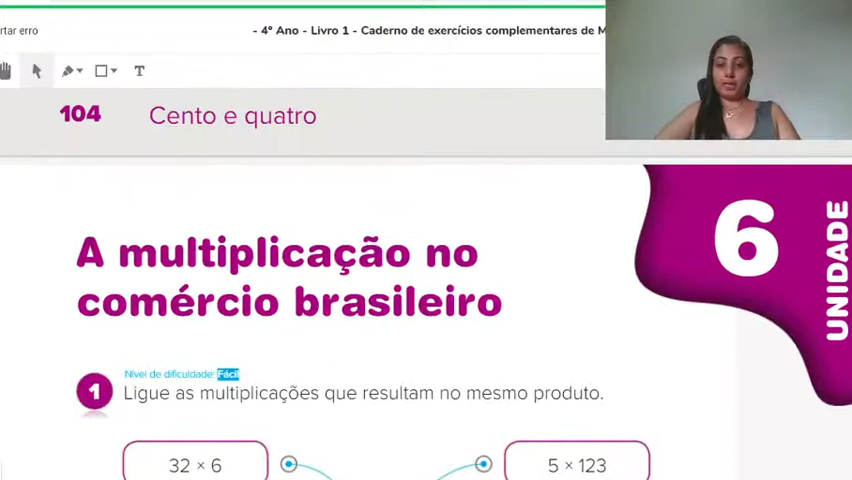 rtar erro
- 4º Ano - Livro 1 - Caderno de exercícios complementares de M
T
104 Cento e quatro
6
UNIDADE
A multiplicação no
comércio brasileiro
Nível de dificuldade: Fácil
1 Ligue as multiplicações que resultam no mesmo produto.
32 × 6
5 × 123